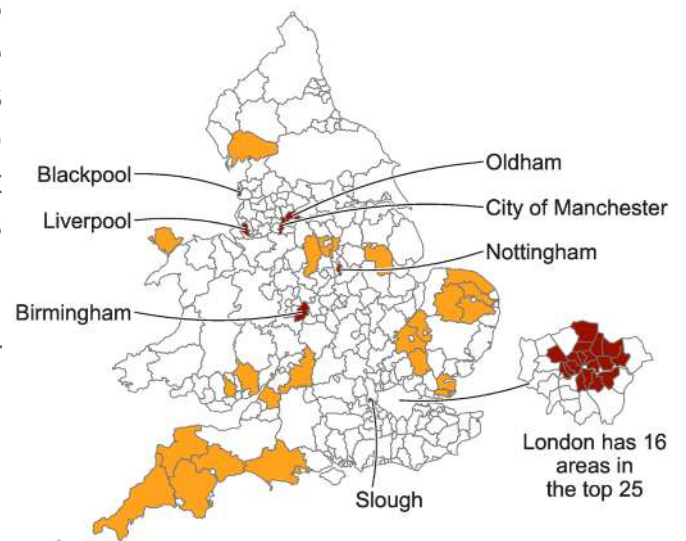 Blackpool
Liverpool
Birmingham
Oldham
City of Manchester
Nottingham
Slough
London has 16
areas in
the top 25